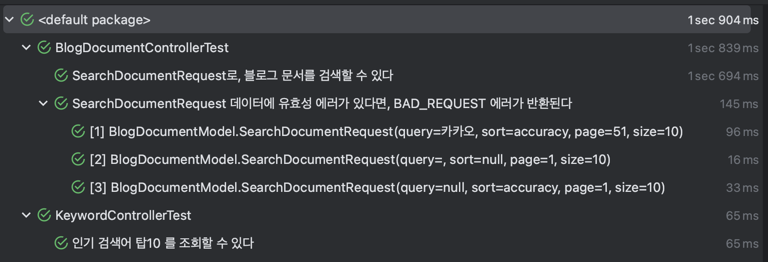 <default package> 1 sec 904 ms
BlogDocumentControllerTest 1 sec 839 ms
SearchDocumentRequest로, 블로그 문서를 검색할 수 있다 1 sec 694 ms
SearchDocumentRequest 데이터에 유효성 에러가 있다면, BAD_REQUEST 에러가 반환된다 145 ms
[1] BlogDocumentModel.SearchDocumentRequest(query=카카오, sort=accuracy, page=51, size=10) 96 ms
[2] BlogDocumentModel.SearchDocumentRequest(query=, sort=null, page=1, size=10) 16 ms
[3] BlogDocumentModel.SearchDocumentRequest(query=null, sort=accuracy, page=1, size=10) 33 ms
KeywordControllerTest 65 ms
인기 검색어 탑10 를 조회할 수 있다 65 ms